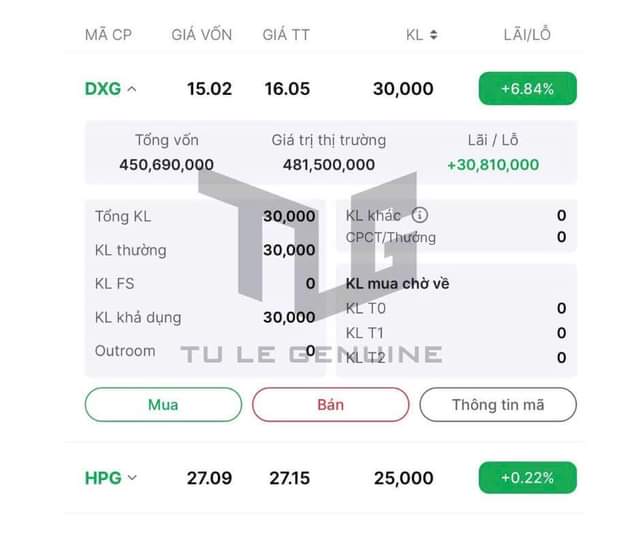 MÃ CP GIÁ VỐN GIÁ TT KL LÃI/LỖ
DXG 15.02 16.05 30,000 +6.84%
Tổng vốn Giá trị thị trường Lãi / Lỗ
450,690,000 481,500,000 +30,810,000
Tổng KL 30,000
KL thường 30,000
KL FS 0
KL khả dụng 30,000
Outroom 0
KL khác 0
CPCT/Thưởng 0
KL mua chờ về
KL T0 0
KL T1 0
KL T2 0
TLG
TU LE GENUINE
Mua Bán Thông tin mã
HPG 27.09 27.15 25,000 +0.22%